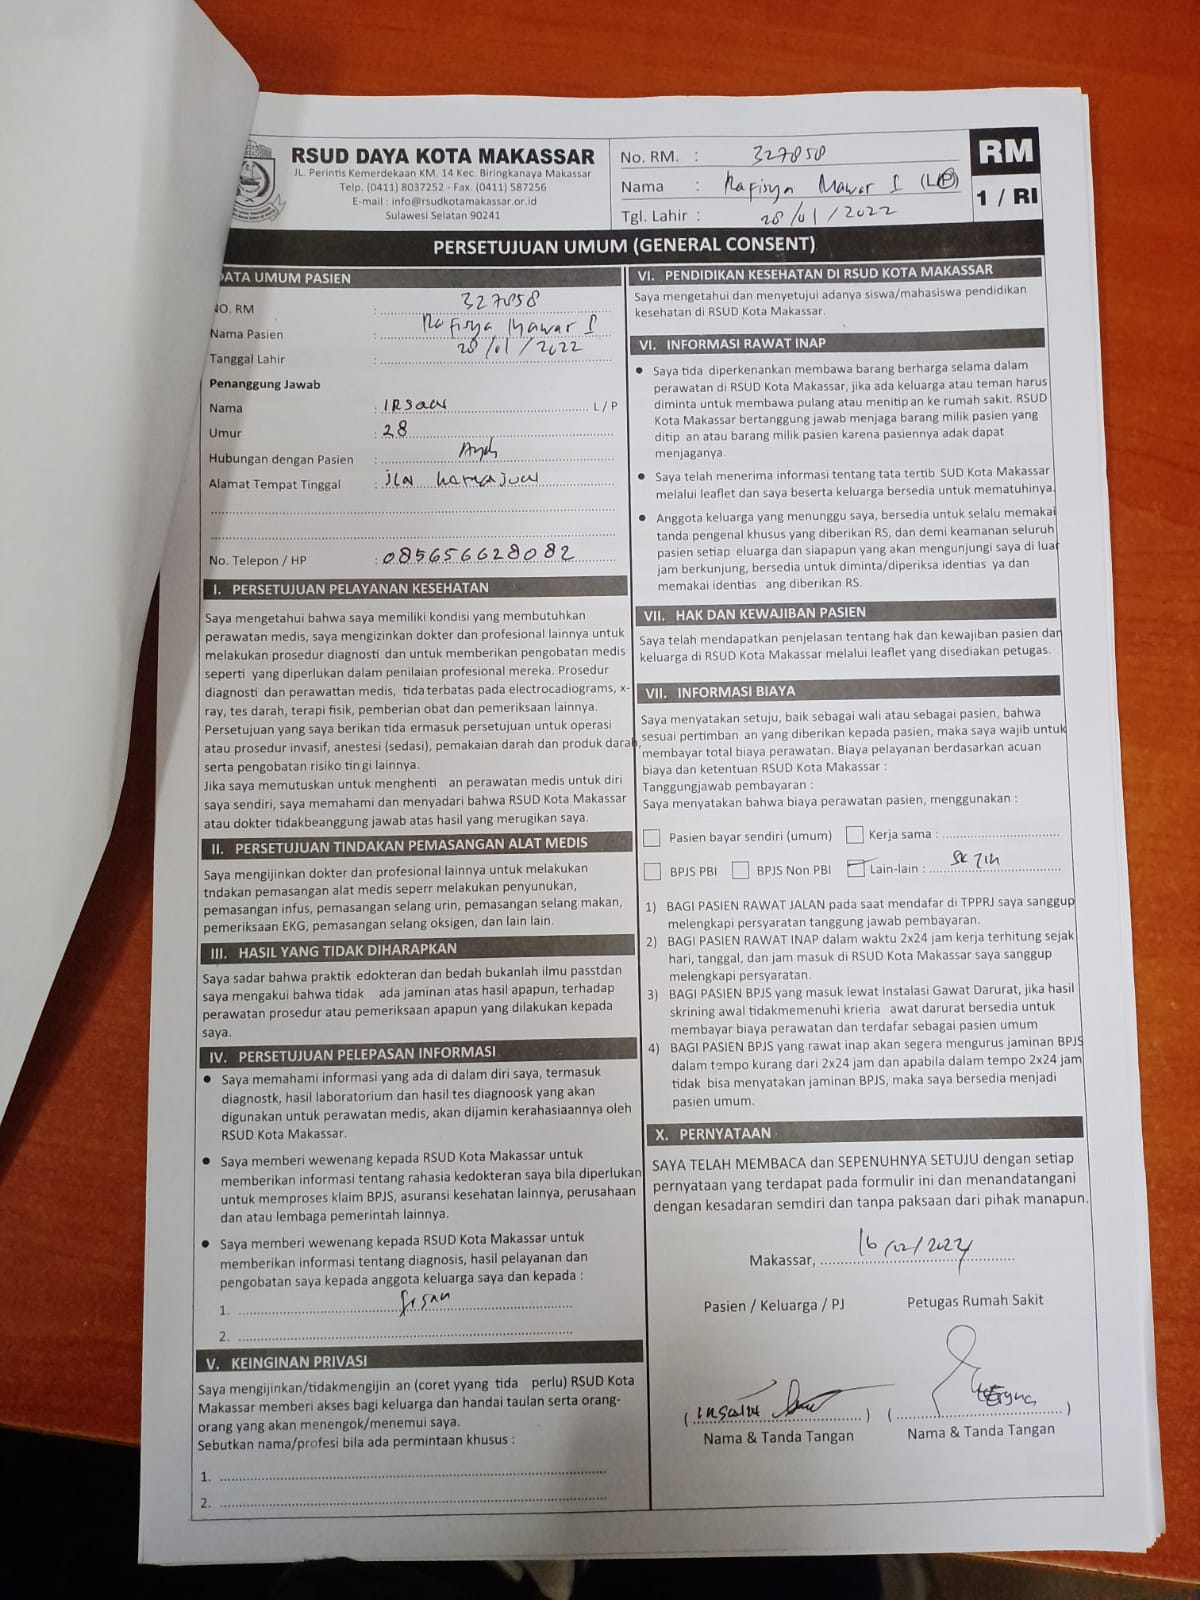 RSUD DAYA KOTA MAKASSAR
JL. Perintis Kemerdekaan KM. 14 Kec. Biringkanaya Makassar
Telp. (0411) 8037252 - Fax. (0411) 587256
E-mail : info@rsudkotamakassar.or.id
Sulawesi Selatan 90241
No. RM. : 327858
Nama : Rafisya Mawar I (L/P)
Tgl. Lahir : 28/01/2022
RM
1 / RI
PERSETUJUAN UMUM (GENERAL CONSENT)
DATA UMUM PASIEN
NO. RM : 327858
Nama Pasien : Rafisya Mawar I
Tanggal Lahir : 28/01/2022
Penanggung Jawab
Nama : IRSAN L / P
Umur : 28
Hubungan dengan Pasien : Ayah
Alamat Tempat Tinggal : Jln
No. Telepon / HP : 085656628082
I. PERSETUJUAN PELAYANAN KESEHATAN
Saya mengetahui bahwa saya memiliki kondisi yang membutuhkan
perawatan medis, saya mengizinkan dokter dan profesional lainnya untuk
melakukan prosedur diagnosti dan untuk memberikan pengobatan medis
seperti yang diperlukan dalam penilaian profesional mereka. Prosedur
diagnosti dan perawattan medis, tida terbatas pada electrocadiograms, x-
ray, tes darah, terapi fisik, pemberian obat dan pemeriksaan lainnya.
Persetujuan yang saya berikan tida ermasuk persetujuan untuk operasi
atau prosedur invasif, anestesi (sedasi), pemakaian darah dan produk darah,
serta pengobatan risiko tin gi lainnya.
Jika saya memutuskan untuk menghenti an perawatan medis untuk diri
saya sendiri, saya memahami dan menyadari bahwa RSUD Kota Makassar
atau dokter tidakbeanggung jawab atas hasil yang merugikan saya.
II. PERSETUJUAN TINDAKAN PEMASANGAN ALAT MEDIS
Saya mengijinkan dokter dan profesional lainnya untuk melakukan
tndakan pemasangan alat medis seperr melakukan penyunukan,
pemasangan infus, pemasangan selang urin, pemasangan selang makan,
pemeriksaan EKG, pemasangan selang oksigen, dan lain lain.
III. HASIL YANG TIDAK DIHARAPKAN
Saya sadar bahwa praktik edokteran dan bedah bukanlah ilmu passtdan
saya mengakui bahwa tidak ada jaminan atas hasil apapun, terhadap
perawatan prosedur atau pemeriksaan apapun yang dilakukan kepada
saya.
IV. PERSETUJUAN PELEPASAN INFORMASI
● Saya memahami informasi yang ada di dalam diri saya, termasuk
diagnostk, hasil laboratorium dan hasil tes diagnoosk yang akan
digunakan untuk perawatan medis, akan dijamin kerahasiaannya oleh
RSUD Kota Makassar.
● Saya memberi wewenang kepada RSUD Kota Makassar untuk
memberikan informasi tentang rahasia kedokteran saya bila diperlukan
untuk memproses klaim BPJS, asuransi kesehatan lainnya, perusahaan
dan atau lembaga pemerintah lainnya.
● Saya memberi wewenang kepada RSUD Kota Makassar untuk
memberikan informasi tentang diagnosis, hasil pelayanan dan
pengobatan saya kepada anggota keluarga saya dan kepada :
1. Irsan
2.
V. KEINGINAN PRIVASI
Saya mengijinkan/tidakmengijin an (coret yyang tida perlu) RSUD Kota
Makassar memberi akses bagi keluarga dan handai taulan serta orang-
orang yang akan menengok/menemui saya.
Sebutkan nama/profesi bila ada permintaan khusus :
1.
2.
VI. PENDIDIKAN KESEHATAN DI RSUD KOTA MAKASSAR
Saya mengetahui dan menyetujui adanya siswa/mahasiswa pendidikan
kesehatan di RSUD Kota Makassar.
VI. INFORMASI RAWAT INAP
● Saya tida diperkenankan membawa barang berharga selama dalam
perawatan di RSUD Kota Makassar, jika ada keluarga atau teman harus
diminta untuk membawa pulang atau menitip an ke rumah sakit. RSUD
Kota Makassar bertanggung jawab menjaga barang milik pasien yang
ditip an atau barang milik pasien karena pasiennya adak dapat
menjaganya.
● Saya telah menerima informasi tentang tata tertib SUD Kota Makassar
melalui leaflet dan saya beserta keluarga bersedia untuk mematuhinya.
● Anggota keluarga yang menunggu saya, bersedia untuk selalu memakai
tanda pengenal khusus yang diberikan RS, dan demi keamanan seluruh
pasien setiap eluarga dan siapapun yang akan mengunjungi saya di luar
jam berkunjung, bersedia untuk diminta/diperiksa identias ya dan
memakai identias ang diberikan RS.
VII. HAK DAN KEWAJIBAN PASIEN
Saya telah mendapatkan penjelasan tentang hak dan kewajiban pasien dan
keluarga di RSUD Kota Makassar melalui leaflet yang disediakan petugas.
VII. INFORMASI BIAYA
Saya menyatakan setuju, baik sebagai wali atau sebagai pasien, bahwa
sesuai pertimban an yang diberikan kepada pasien, maka saya wajib untuk
membayar total biaya perawatan. Biaya pelayanan berdasarkan acuan
biaya dan ketentuan RSUD Kota Makassar :
Tanggungjawab pembayaran :
Saya menyatakan bahwa biaya perawatan pasien, menggunakan :
Pasien bayar sendiri (umum) Kerja sama :
BPJS PBI BPJS Non PBI Lain-lain :
1) BAGI PASIEN RAWAT JALAN pada saat mendafar di TPPRJ saya sanggup
melengkapi persyaratan tanggung jawab pembayaran.
2) BAGI PASIEN RAWAT INAP dalam waktu 2x24 jam kerja terhitung sejak
hari, tanggal, dan jam masuk di RSUD Kota Makassar saya sanggup
melengkapi persyaratan.
3) BAGI PASIEN BPJS yang masuk lewat Instalasi Gawat Darurat, jika hasil
skrining awal tidakmemenuhi krieria awat darurat bersedia untuk
membayar biaya perawatan dan terdafar sebagai pasien umum
4) BAGI PASIEN BPJS yang rawat inap akan segera mengurus jaminan BPJS
dalam tempo kurang dari 2x24 jam dan apabila dalam tempo 2x24 jam
tidak bisa menyatakan jaminan BPJS, maka saya bersedia menjadi
pasien umum.
X. PERNYATAAN
SAYA TELAH MEMBACA dan SEPENUHNYA SETUJU dengan setiap
pernyataan yang terdapat pada formulir ini dan menandatangani
dengan kesadaran semdiri dan tanpa paksaan dari pihak manapun.
Makassar, 16/02/2024
Pasien / Keluarga / PJ Petugas Rumah Sakit
Nama & Tanda Tangan Nama & Tanda Tangan